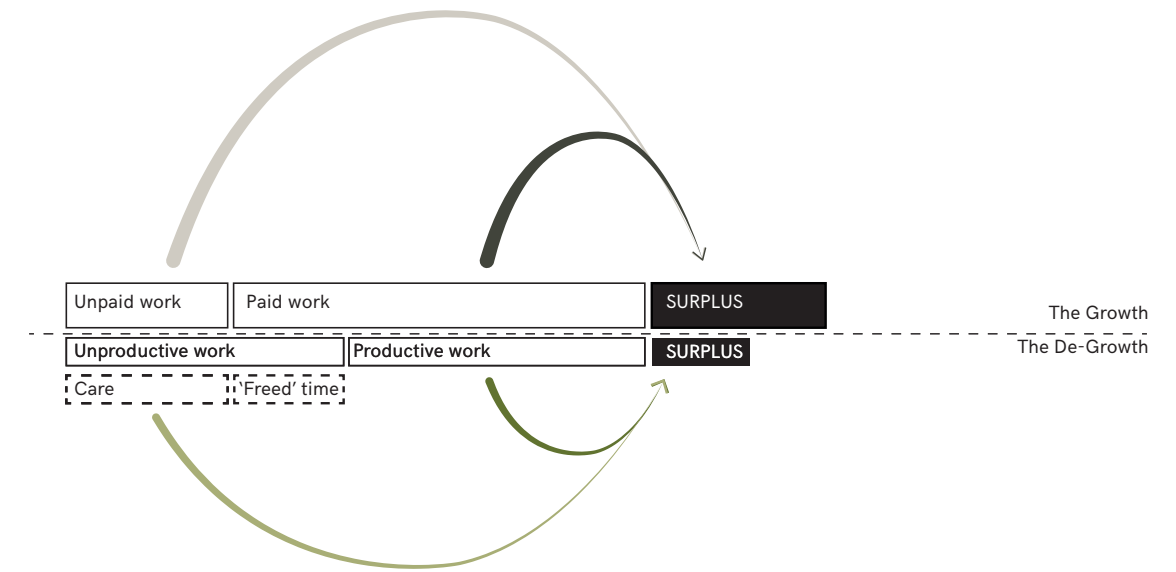 Unpaid work
Paid work
SURPLUS
The Growth
Unproductive work
Productive work
SURPLUS
The De-Growth
Care
'Freed' time